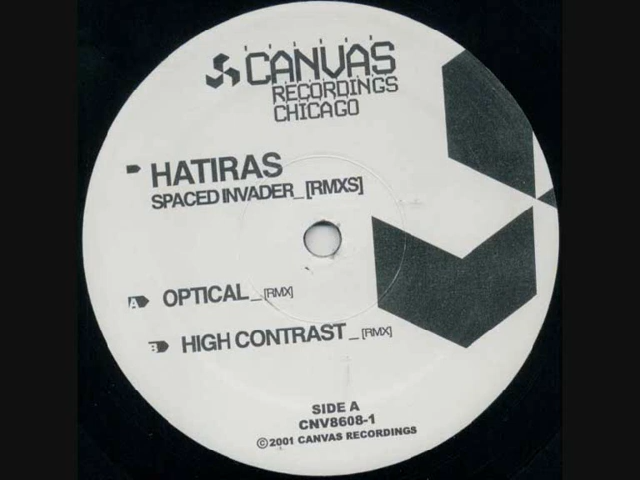 CANVAS
RECORDINGS
CHICAGO
HATIRAS
SPACED INVADER_[RMXS]
A OPTICAL_[RMX]
B HIGH CONTRAST_[RMX]
SIDE A
CNV8608-1
©2001 CANVAS RECORDINGS